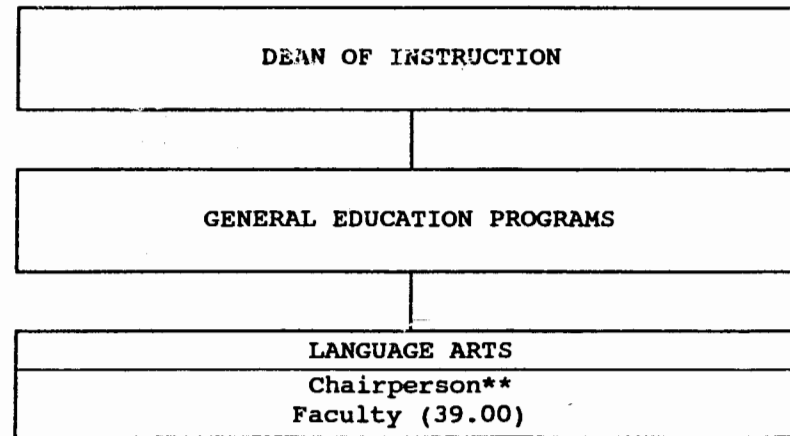 DEAN OF INSTRUCTION
GENERAL EDUCATION PROGRAMS
LANGUAGE ARTS
Chairperson**
Faculty (39.00)